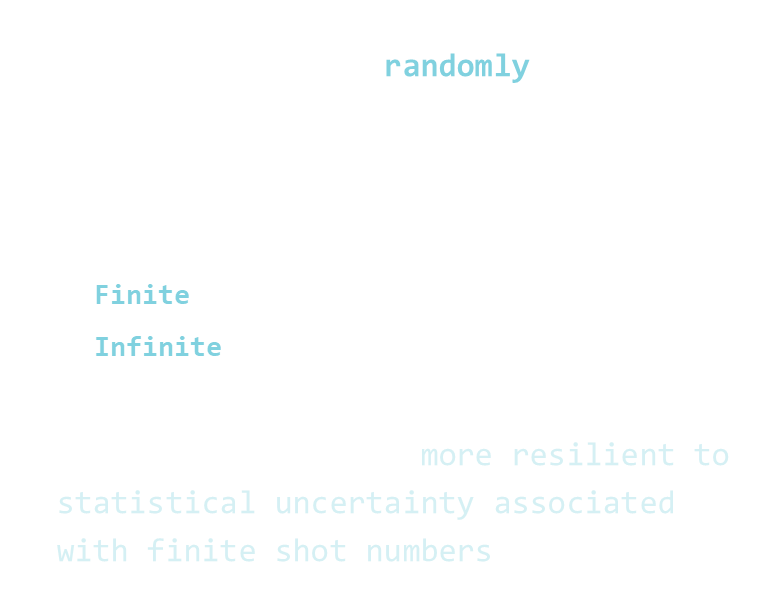 randomly
Finite
Infinite
more resilient to
statistical uncertainty associated
with finite shot numbers